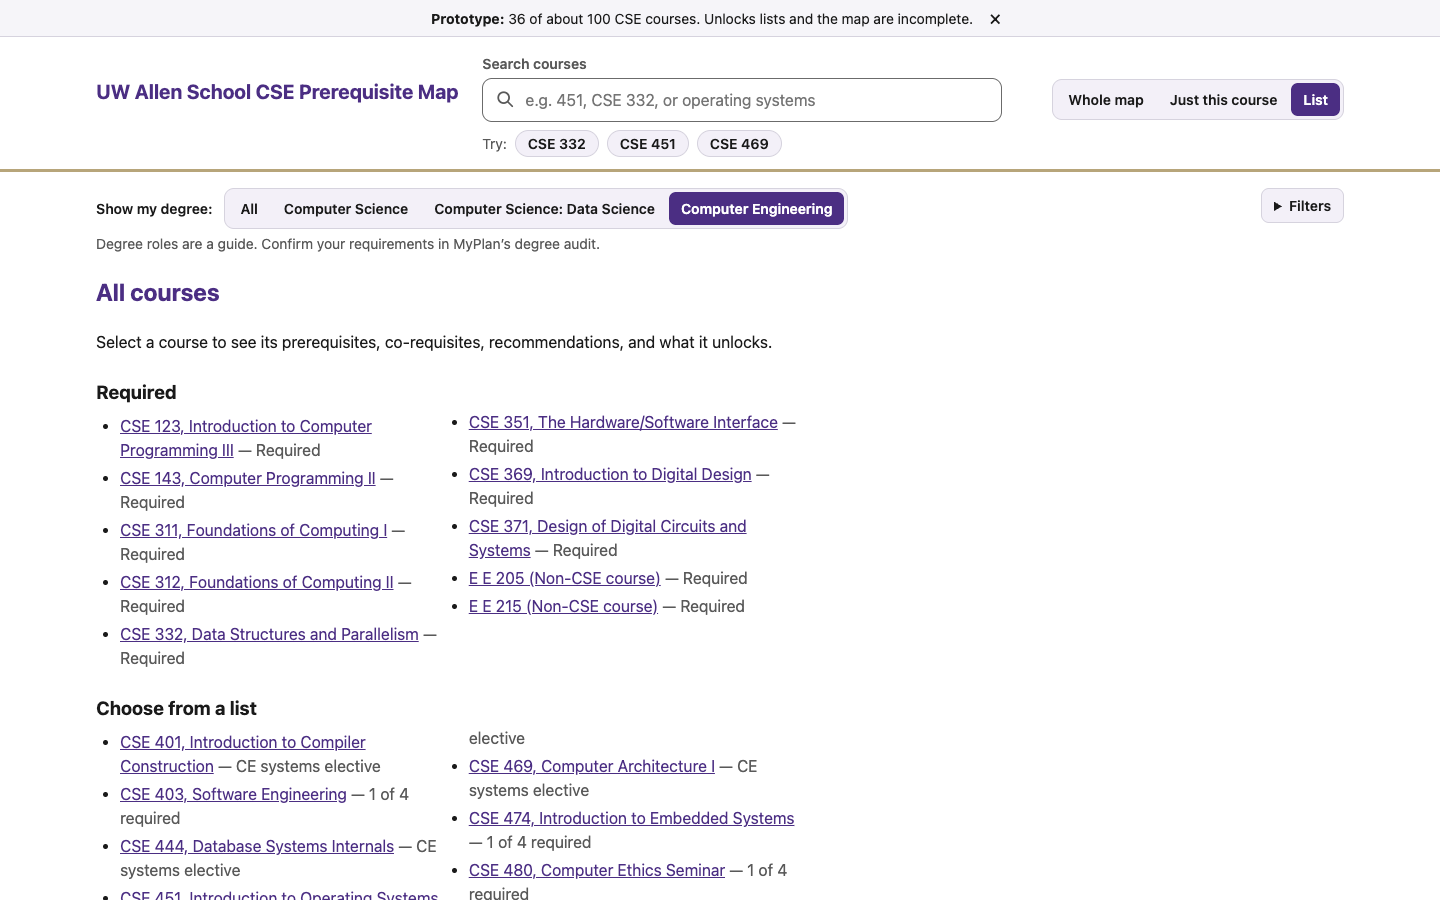 Prototype: 36 of about 100 CSE courses. Unlocks lists and the map are incomplete. ✕
UW Allen School CSE Prerequisite Map
Search courses
e.g. 451, CSE 332, or operating systems
Try: CSE 332 CSE 451 CSE 469
Whole map Just this course List
Show my degree: All Computer Science Computer Science: Data Science Computer Engineering
▶ Filters
Degree roles are a guide. Confirm your requirements in MyPlan’s degree audit.
All courses
Select a course to see its prerequisites, co-requisites, recommendations, and what it unlocks.
Required
• CSE 123, Introduction to Computer
Programming III — Required
• CSE 143, Computer Programming II —
Required
• CSE 311, Foundations of Computing I —
Required
• CSE 312, Foundations of Computing II —
Required
• CSE 332, Data Structures and Parallelism —
Required
• CSE 351, The Hardware/Software Interface —
Required
• CSE 369, Introduction to Digital Design —
Required
• CSE 371, Design of Digital Circuits and
Systems — Required
• E E 205 (Non-CSE course) — Required
• E E 215 (Non-CSE course) — Required
Choose from a list
• CSE 401, Introduction to Compiler
Construction — CE systems elective
• CSE 403, Software Engineering — 1 of 4
required
• CSE 444, Database Systems Internals — CE
systems elective
• CSE 451, Introduction to Operating Systems
elective
• CSE 469, Computer Architecture I — CE
systems elective
• CSE 474, Introduction to Embedded Systems
— 1 of 4 required
• CSE 480, Computer Ethics Seminar — 1 of 4
required